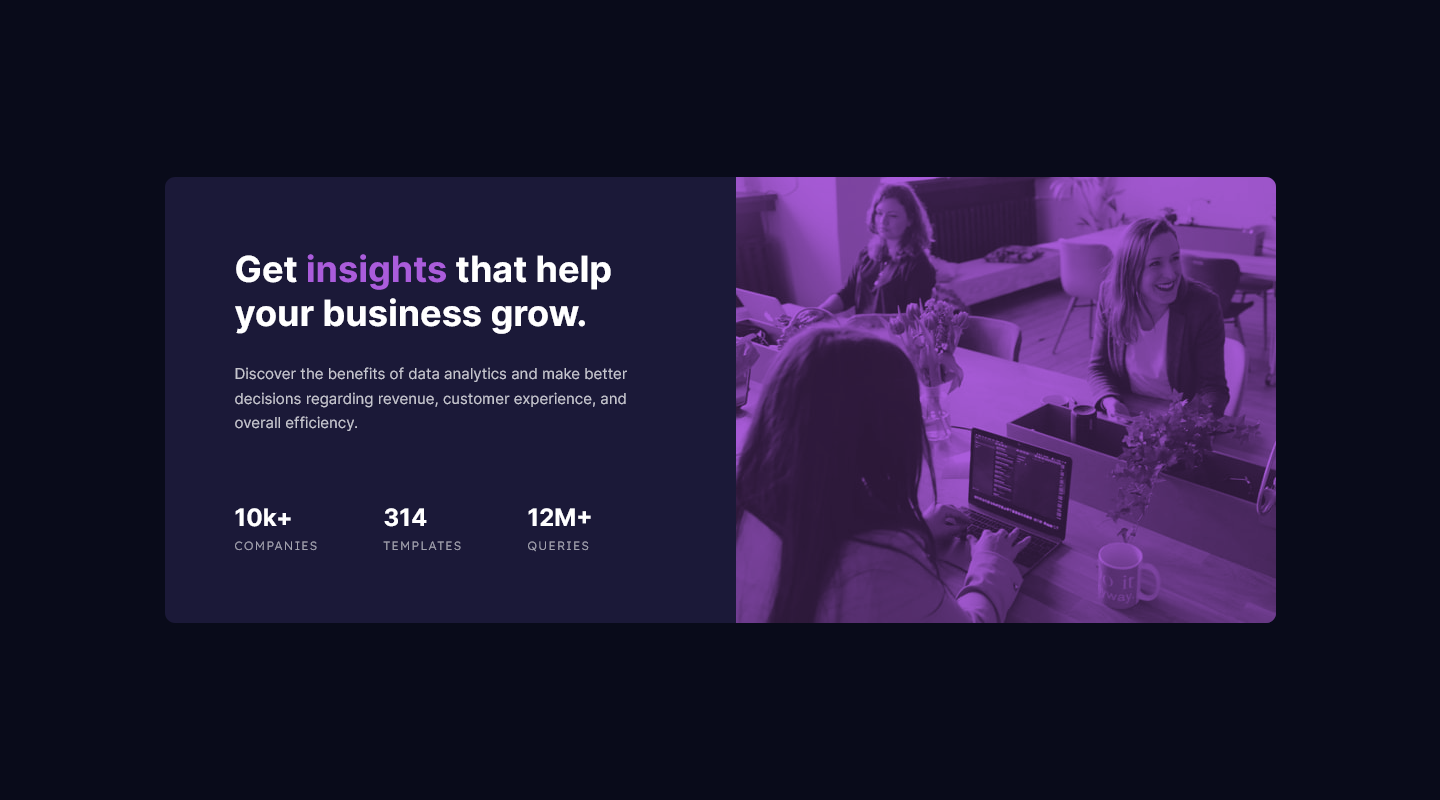 Get insights that help
your business grow.
Discover the benefits of data analytics and make better
decisions regarding revenue, customer experience, and
overall efficiency.
10k+ 314 12M+
COMPANIES TEMPLATES QUERIES
way